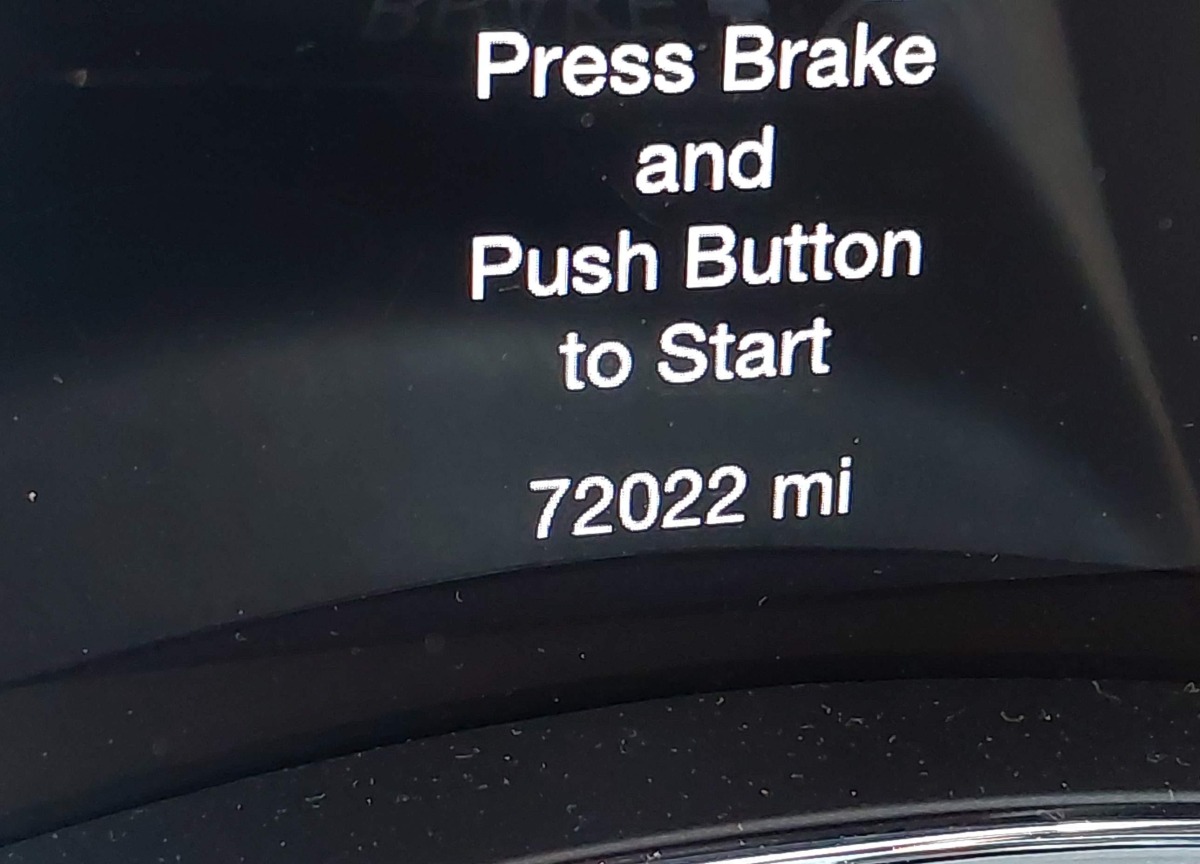 Press Brake
and
Push Button
to Start
72022 mi